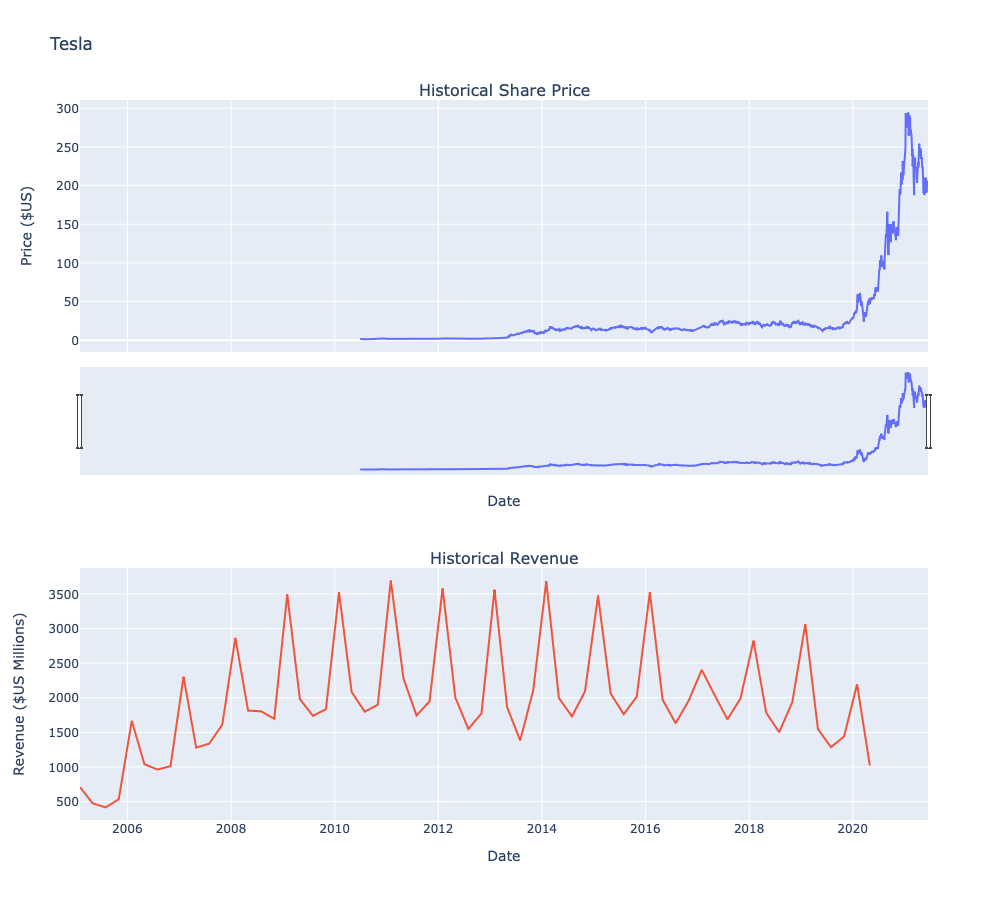 Tesla
Historical Share Price
300
250
200
150
100
50
0
Price ($US)
Date
Historical Revenue
3500
3000
2500
2000
1500
1000
500
Revenue ($US Millions)
2006 2008 2010 2012 2014 2016 2018 2020
Date